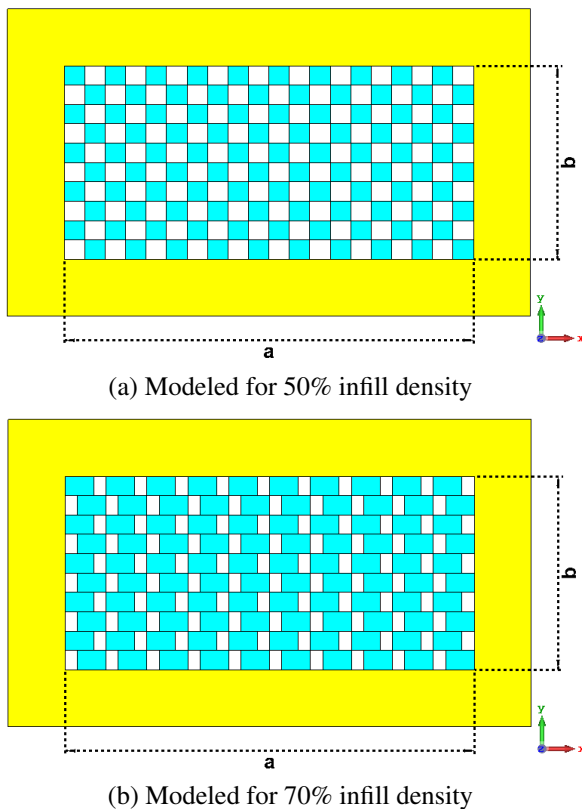 b
a
y
x
z
(a) Modeled for 50% infill density
b
a
y
x
z
(b) Modeled for 70% infill density